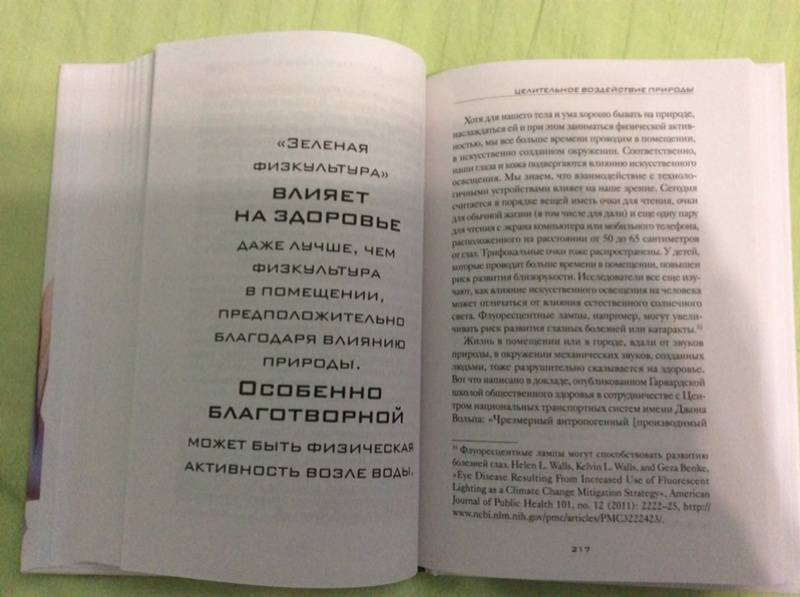 «Зеленая
физкультура»
влияет
на здоровье
даже лучше, чем
физкультура
в помещении,
предположительно
благодаря влиянию
природы.
Особенно
благотворной
может быть физическая
активность возле воды.
ЦЕЛИТЕЛЬНОЕ ВОЗДЕЙСТВИЕ ПРИРОДЫ
Хотя для нашего тела и ума хорошо бывать на природе,
наслаждаться ей и при этом заниматься физической актив-
ностью, мы все больше времени проводим в помещении,
в искусственно созданном окружении. Соответственно,
наши глаза и кожа подвергаются влиянию искусственного
освещения. Мы знаем, что взаимодействие с техноло-
гичными устройствами влияет на наше зрение. Сегодня
считается в порядке вещей иметь очки для чтения, очки
для обычной жизни (в том числе для дали) и еще одну пару
для чтения с экрана компьютера или мобильного телефона,
расположенного на расстоянии от 50 до 65 сантиметров
от глаз. Трифокальные очки тоже распространены. У детей,
которые проводят больше времени в помещении, повышен
риск развития близорукости. Исследователи все еще изу-
чают, как влияние искусственного освещения на человека
может отличаться от влияния естественного солнечного
света. Флуоресцентные лампы, например, могут увели-
чивать риск развития глазных болезней или катаракты.
Жизнь в помещении или в городе, вдали от звуков
природы, в окружении механических звуков, созданных
людьми, тоже разрушительно сказывается на здоровье.
Вот что написано в докладе, опубликованном Гарвардской
школой общественного здоровья в сотрудничестве с Цен-
тром национальных транспортных систем имени Джона
Вольпа: «Чрезмерный антропогенный [производимый
Флуоресцентные лампы могут способствовать развитию
болезней глаз. Helen L. Walls, Kelvin L. Walls, and Geza Benke,
«Eye Disease Resulting From Increased Use of Fluorescent
Lighting as a Climate Change Mitigation Strategy», American
Journal of Public Health 101, no. 12 (2011): 2222–25, http://
www.ncbi.nlm.nih.gov/pmc/articles/PMC3222423/.
217